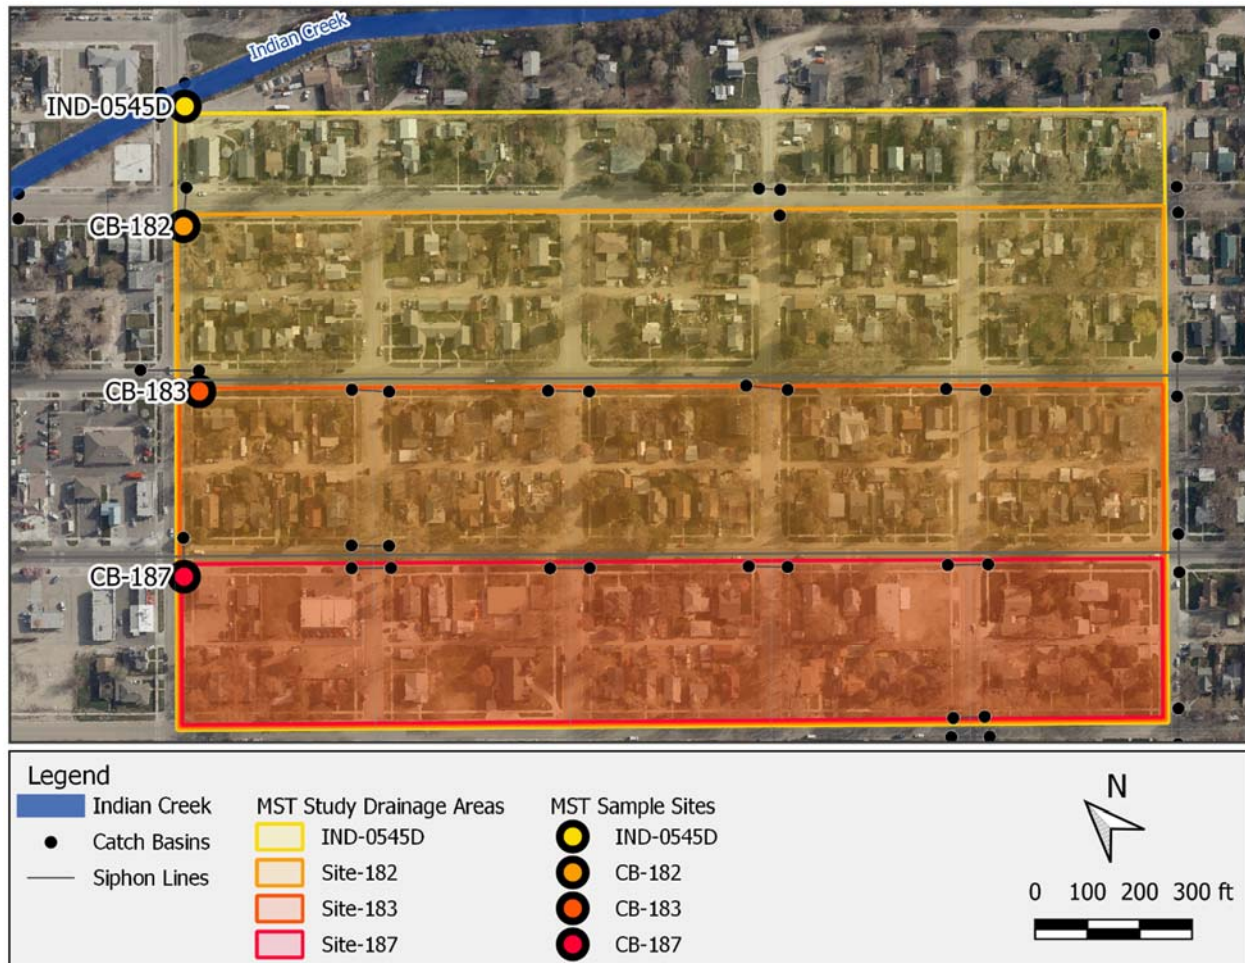 Indian Creek
IND-0545D
CB-182
CB-183
CB-187
Legend
Indian Creek
Catch Basins
Siphon Lines
MST Study Drainage Areas
IND-0545D
Site-182
Site-183
Site-187
MST Sample Sites
IND-0545D
CB-182
CB-183
CB-187
N
0 100 200 300 ft